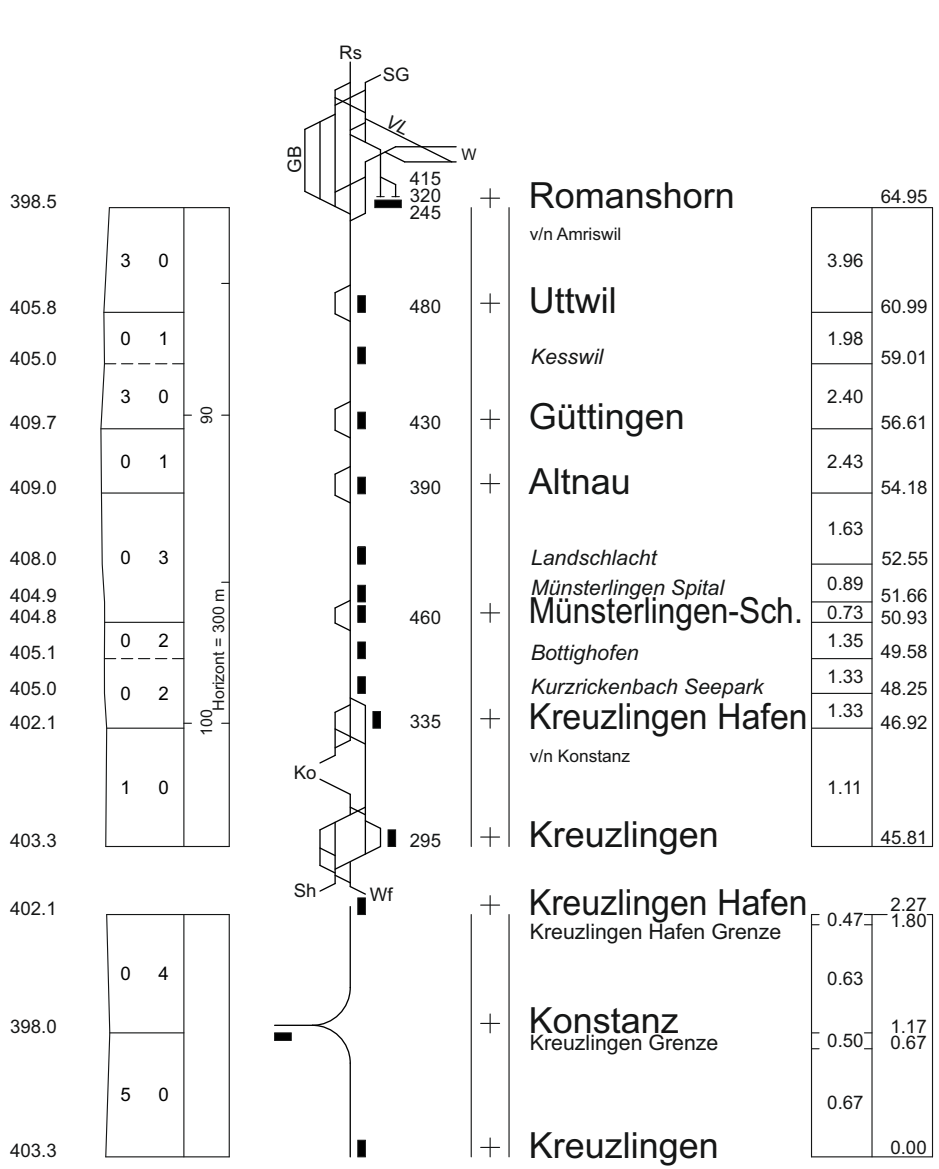 Rs
SG
VL
GB
W
415
398.5 320 + Romanshorn 64.95
245
v/n Amriswil
3 0 3.96
405.8 480 + Uttwil 60.99
0 1 1.98
405.0 Kesswil 59.01
3 0 2.40
90
409.7 430 + Güttingen 56.61
0 1 2.43
409.0 390 + Altnau 54.18
0 3 1.63
408.0 Landschlacht 52.55
0.89
404.9 Münsterlingen Spital 51.66
404.8 460 + Münsterlingen-Sch. 0.73 50.93
0 2 1.35
Horizont = 300 m
405.1 Bottighofen 49.58
1.33
405.0 0 2 Kurzrickenbach Seepark 48.25
1.33
100
402.1 335 + Kreuzlingen Hafen 46.92
v/n Konstanz
Ko
1 0 1.11
403.3 295 + Kreuzlingen 45.81
Sh Wf
402.1 + Kreuzlingen Hafen 2.27
Kreuzlingen Hafen Grenze 0.47 1.80
0 4 0.63
398.0 + Konstanz 1.17
Kreuzlingen Grenze 0.50 0.67
5 0 0.67
403.3 + Kreuzlingen 0.00